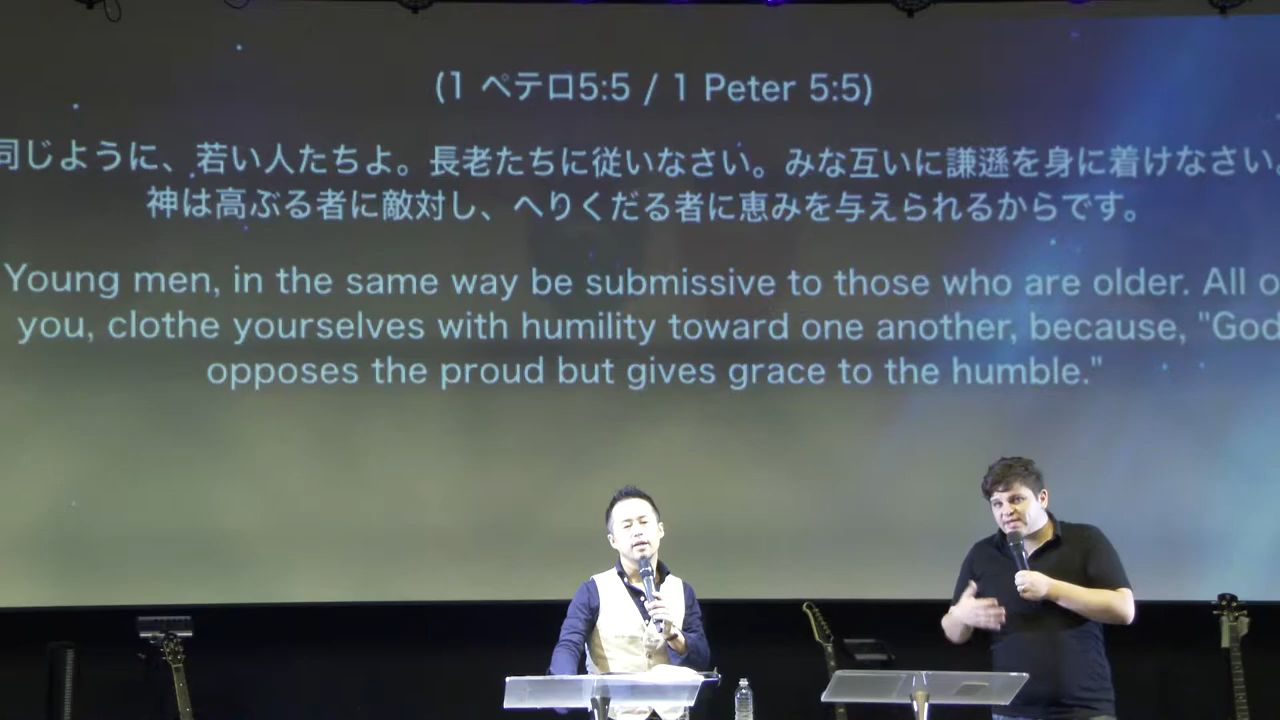 (1 ペテロ5:5 / 1 Peter 5:5)
同じように、若い人たちよ。長老たちに従いなさい。みな互いに謙遜を身に着けなさい。
神は高ぶる者に敵対し、へりくだる者に恵みを与えられるからです。
Young men, in the same way be submissive to those who are older. All o
you, clothe yourselves with humility toward one another, because, "God
opposes the proud but gives grace to the humble."